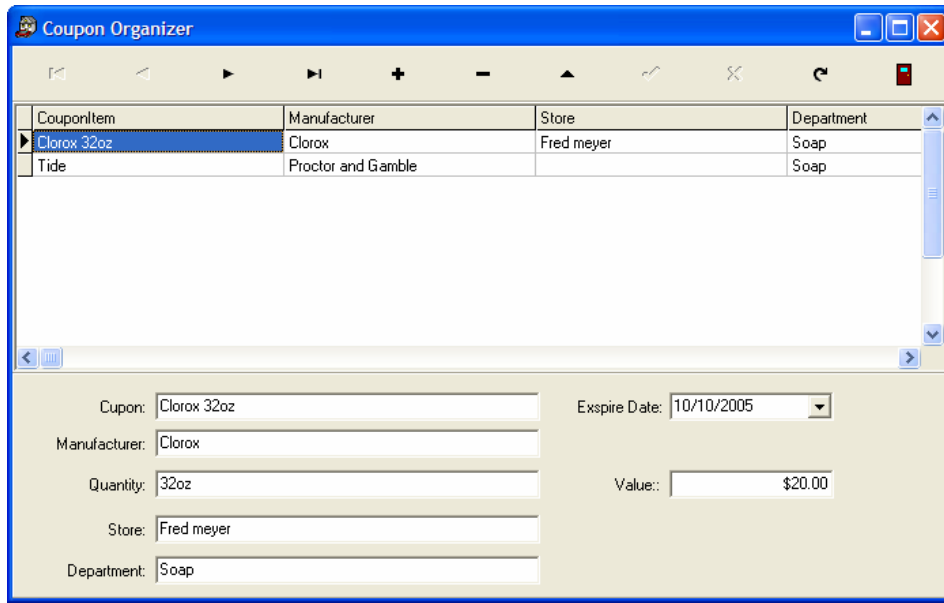 Coupon Organizer
CouponItem Manufacturer Store Department
Clorox 32oz Clorox Fred meyer Soap
Tide Proctor and Gamble Soap
Cupon: Clorox 32oz Exspire Date: 10/10/2005
Manufacturer: Clorox
Quantity: 32oz Value:: $20.00
Store: Fred meyer
Department: Soap